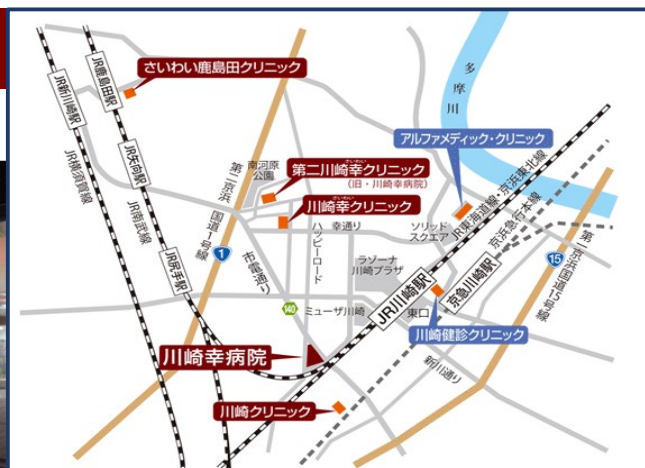 さいわい鹿島田クリニック
JR鹿島田駅
JR新川崎駅
JR矢向駅
JR横須賀線
JR南武線
JR尻手駅
多摩川
アルファメディック・クリニック
南河原
公園
さいわい
第二川崎幸クリニック
(旧・川崎幸病院)
さいわい
川崎幸クリニック
第二京浜
国道1号線
1
市電通り
ハッピーロード
幸通り
ソリッド
スクエア
JR東海道線・京浜東北線
京浜急行本線
第一京浜国道15号線
15
ラゾーナ
川崎プラザ
JR川崎駅
京急川崎駅
140
ミューザ川崎
東口
川崎健診クリニック
新川通り
川崎幸病院
川崎クリニック